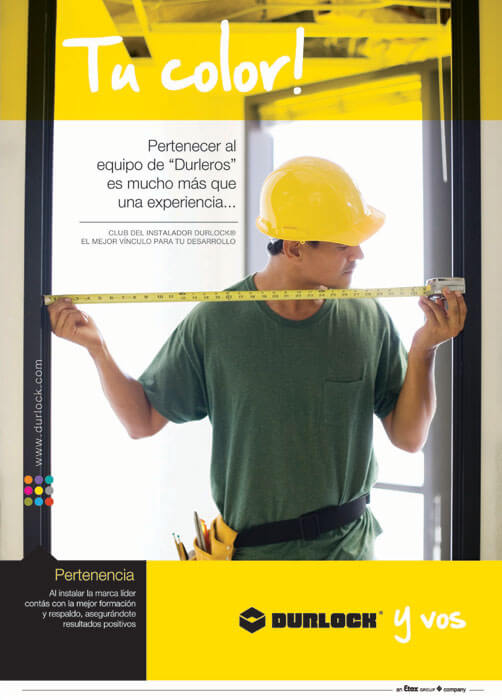 Tu color!
Pertenecer al
equipo de “Durleros”
es mucho más que
una experiencia...
CLUB DEL INSTALADOR DURLOCK®
EL MEJOR VÍNCULO PARA TU DESARROLLO
www.durlock.com
Pertenencia
Al instalar la marca líder
contás con la mejor formación
y respaldo, asegurándote
resultados positivos
DURLOCK® y vos
an Etex GROUP company